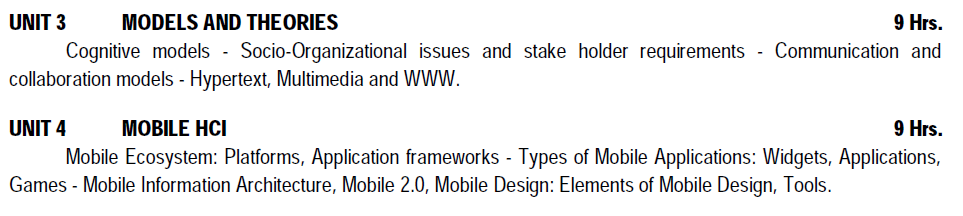 UNIT 3 MODELS AND THEORIES 9 Hrs.
Cognitive models - Socio-Organizational issues and stake holder requirements - Communication and
collaboration models - Hypertext, Multimedia and WWW.
UNIT 4 MOBILE HCI 9 Hrs.
Mobile Ecosystem: Platforms, Application frameworks - Types of Mobile Applications: Widgets, Applications,
Games - Mobile Information Architecture, Mobile 2.0, Mobile Design: Elements of Mobile Design, Tools.